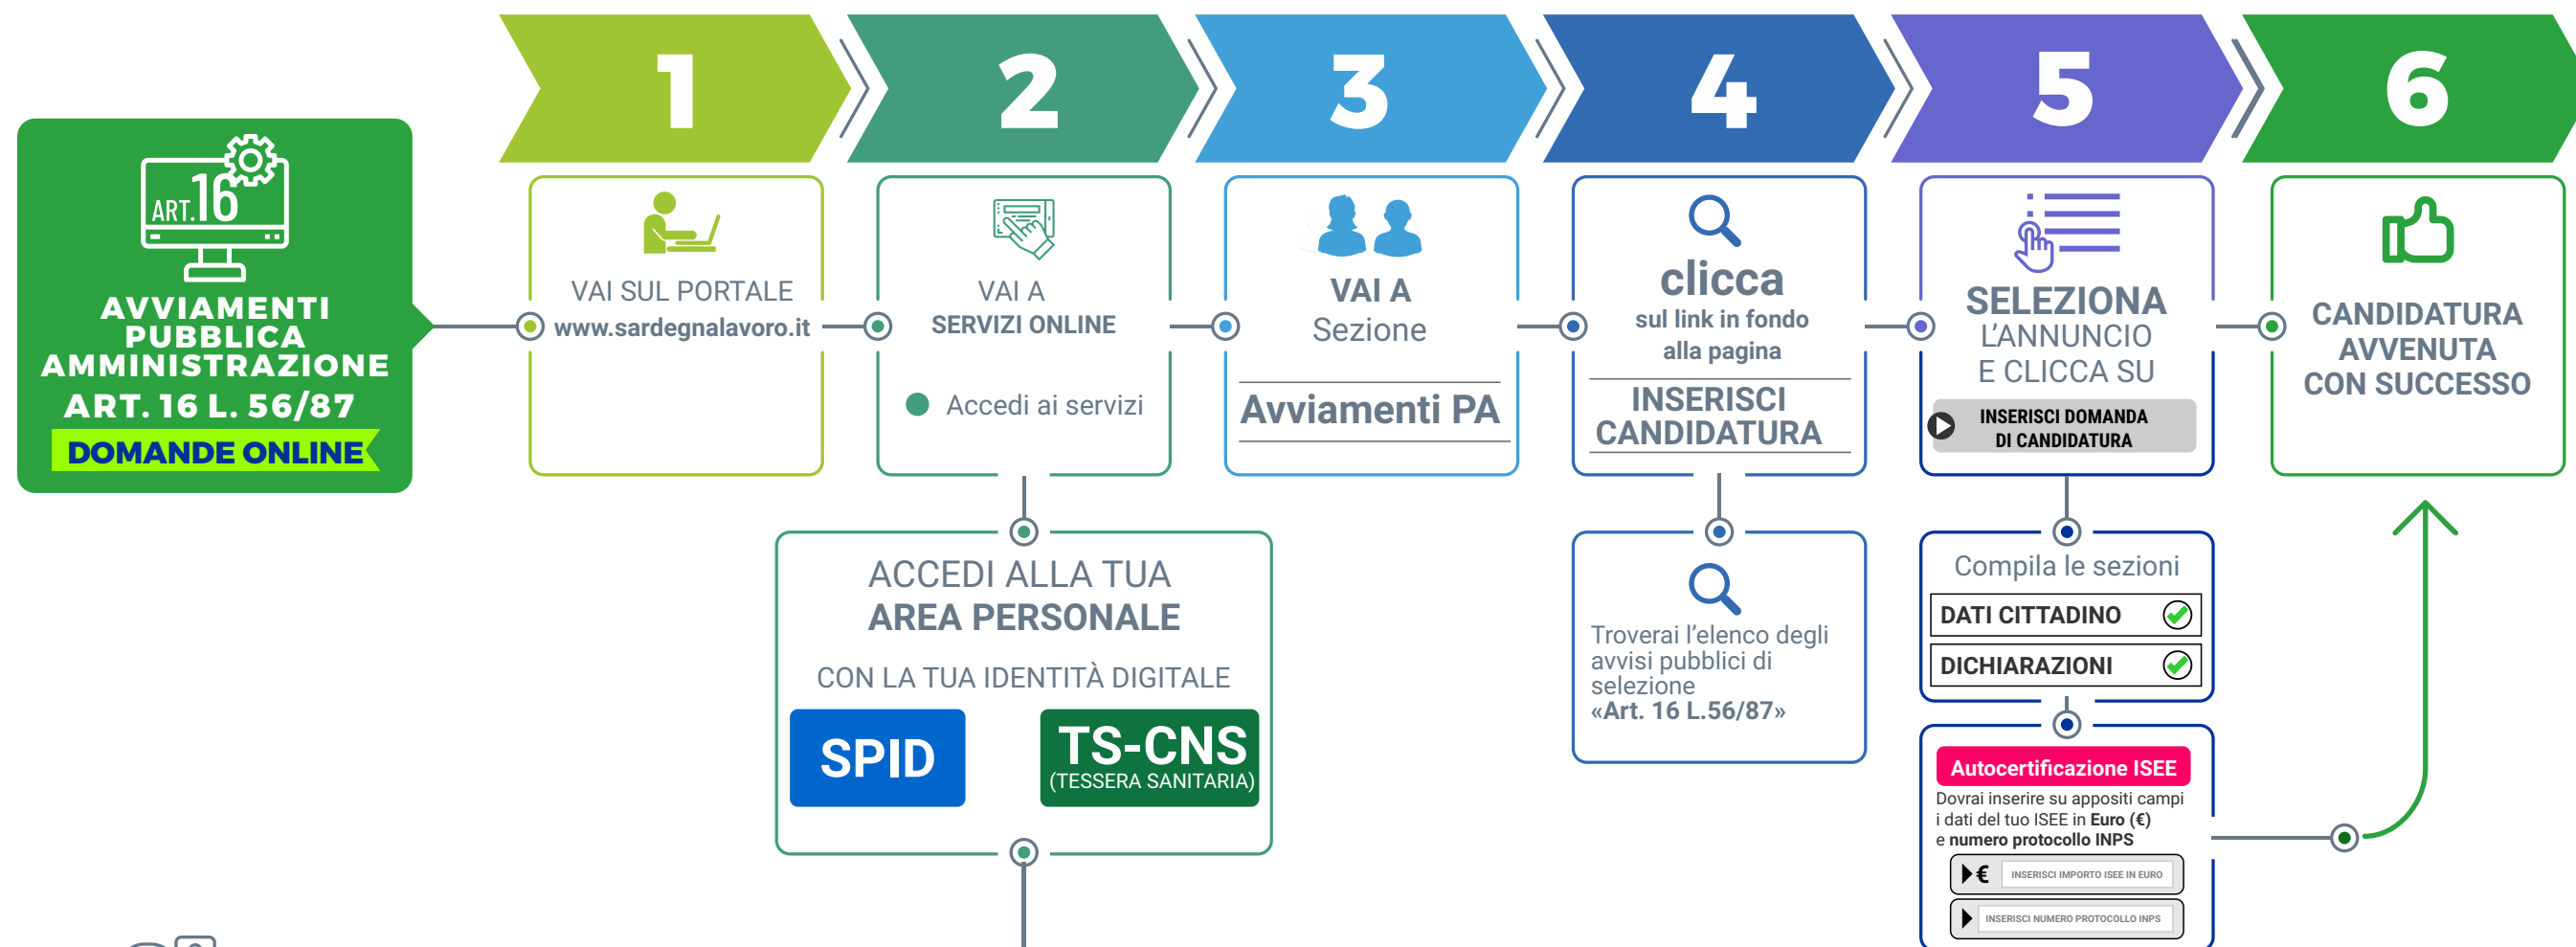 1
2
3
4
5
6
ART.16
AVVIAMENTI
PUBBLICA
AMMINISTRAZIONE
ART. 16 L. 56/87
DOMANDE ONLINE
VAI SUL PORTALE
www.sardegnalavoro.it
VAI A
SERVIZI ONLINE
Accedi ai servizi
VAI A
Sezione
Avviamenti PA
clicca
sul link in fondo
alla pagina
INSERISCI
CANDIDATURA
SELEZIONA
L'ANNUNCIO
E CLICCA SU
INSERISCI DOMANDA
DI CANDIDATURA
CANDIDATURA
AVVENUTA
CON SUCCESSO
ACCEDI ALLA TUA
AREA PERSONALE
CON LA TUA IDENTITÀ DIGITALE
SPID
TS-CNS
(TESSERA SANITARIA)
Troverai l'elenco degli
avvisi pubblici di
selezione
«Art. 16 L.56/87»
Compila le sezioni
DATI CITTADINO
DICHIARAZIONI
Autocertificazione ISEE
Dovrai inserire su appositi campi
i dati del tuo ISEE in Euro (€)
e numero protocollo INPS
€ INSERISCI IMPORTO ISEE IN EURO
INSERISCI NUMERO PROTOCOLLO INPS